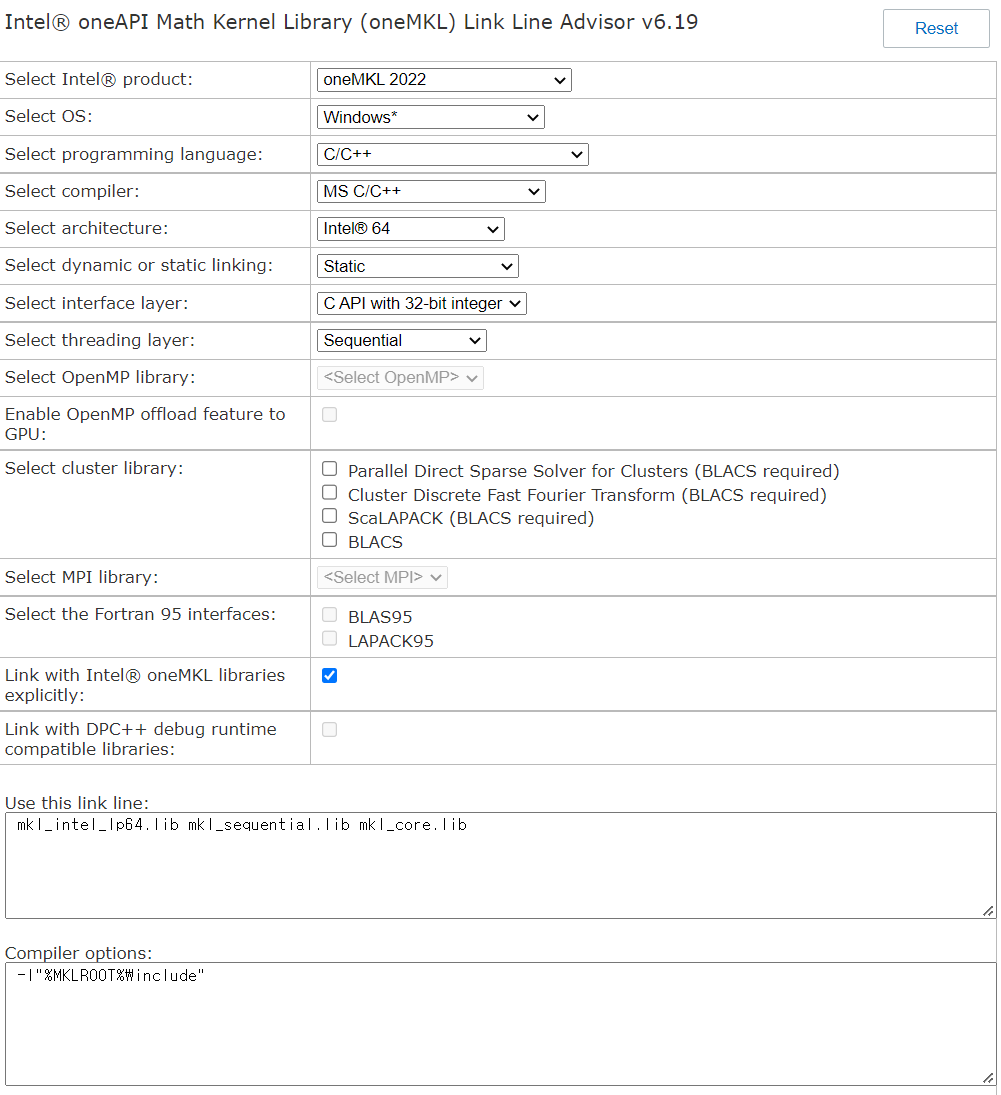 Intel® oneAPI Math Kernel Library (oneMKL) Link Line Advisor v6.19
Reset
Select Intel® product:
oneMKL 2022
Select OS:
Windows*
Select programming language:
C/C++
Select compiler:
MS C/C++
Select architecture:
Intel® 64
Select dynamic or static linking:
Static
Select interface layer:
C API with 32-bit integer
Select threading layer:
Sequential
Select OpenMP library:
<Select OpenMP>
Enable OpenMP offload feature to
GPU:
Select cluster library:
Parallel Direct Sparse Solver for Clusters (BLACS required)
Cluster Discrete Fast Fourier Transform (BLACS required)
ScaLAPACK (BLACS required)
BLACS
Select MPI library:
<Select MPI>
Select the Fortran 95 interfaces:
BLAS95
LAPACK95
Link with Intel® oneMKL libraries
explicitly:
Link with DPC++ debug runtime
compatible libraries:
Use this link line:
mkl_intel_lp64.lib mkl_sequential.lib mkl_core.lib
Compiler options:
-I"%MKLROOT%₩include"